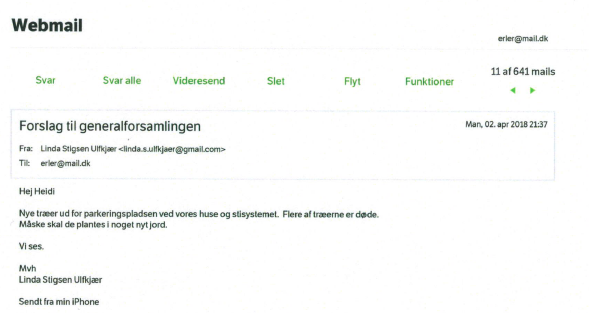 Webmail
erler@mail.dk
Svar Svar alle Videresend Slet Flyt Funktioner 11 af 641 mails
Forslag til generalforsamlingen Man, 02. apr 2018 21:37
Fra: Linda Stigsen Ulfkjær <linda.s.ulfkjaer@gmail.com>
Til: erler@mail.dk
Hej Heidi
Nye træer ud for parkeringspladsen ved vores huse og stisystemet. Flere af træerne er døde.
Måske skal de plantes i noget nyt jord.
Vi ses.
Mvh
Linda Stigsen Ulfkjær
Sendt fra min iPhone